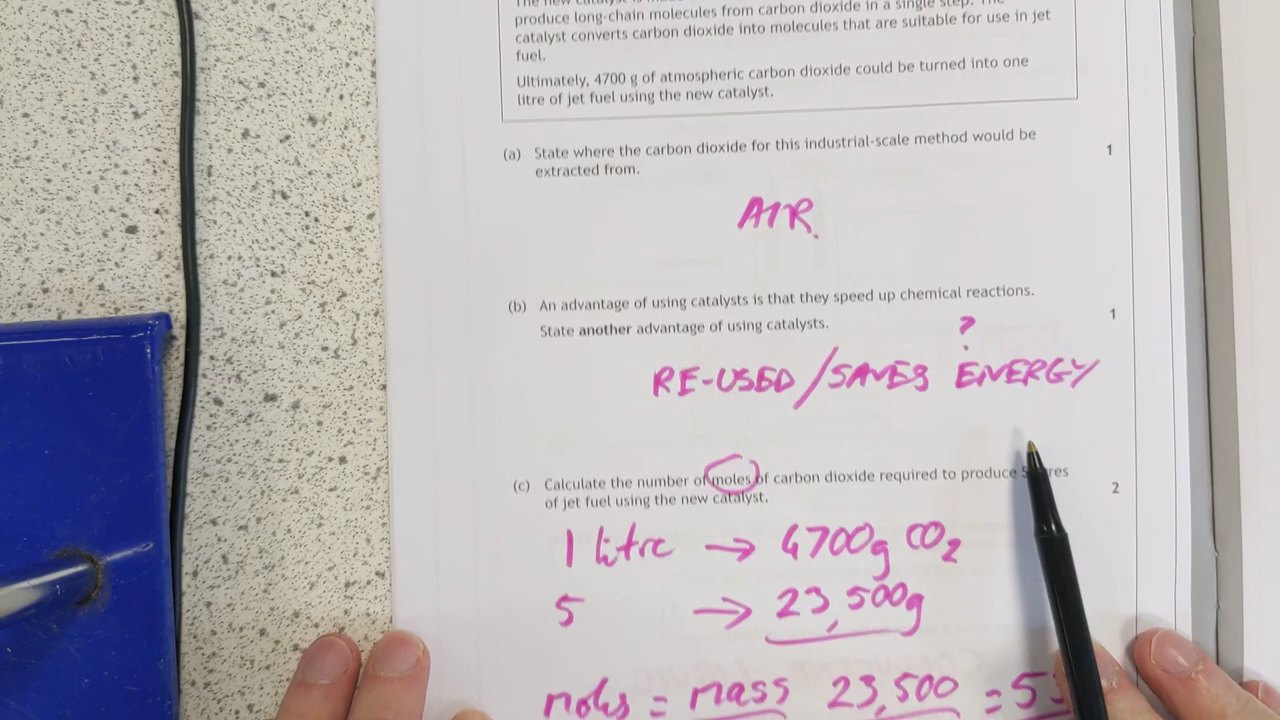 The new catalyst is
produce long-chain molecules from carbon dioxide in a single step. The
catalyst converts carbon dioxide into molecules that are suitable for use in jet
fuel.
Ultimately, 4700 g of atmospheric carbon dioxide could be turned into one
litre of jet fuel using the new catalyst.
(a) State where the carbon dioxide for this industrial-scale method would be 1
extracted from.
AIR.
(b) An advantage of using catalysts is that they speed up chemical reactions. 1
State another advantage of using catalysts.
?
RE-USED/SAVES ENERGY
(c) Calculate the number of moles of carbon dioxide required to produce 5 2
of jet fuel using the new catalyst.
1 litre → 4700g CO2
5 → 23,500g
moles = mass 23,500 =